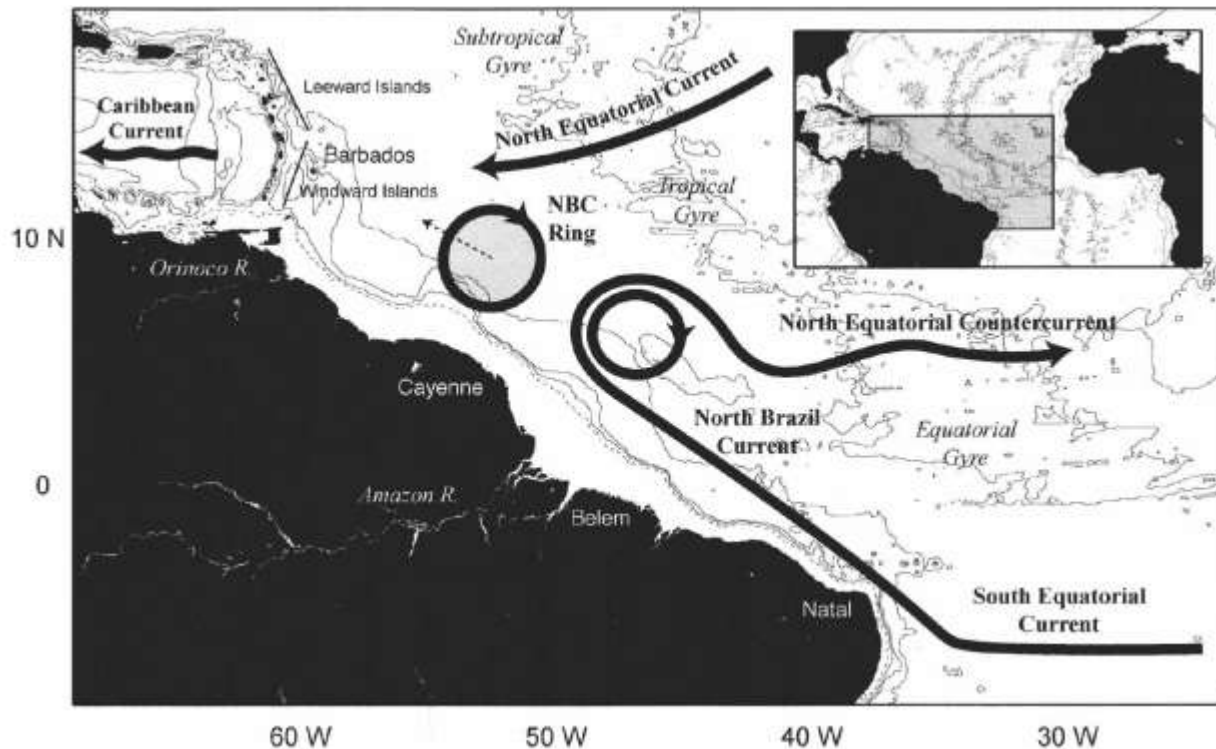 Subtropical
Gyre
North Equatorial Current
Leeward Islands
Caribbean
Current
Barbados
Windward Islands
Tropical
Gyre
NBC
Ring
10 N
Orinoco R.
North Equatorial Countercurrent
Cayenne
North Brazil
Current
Equatorial
Gyre
0
Amazon R.
Belem
Natal
South Equatorial
Current
60 W
50 W
40 W
30 W